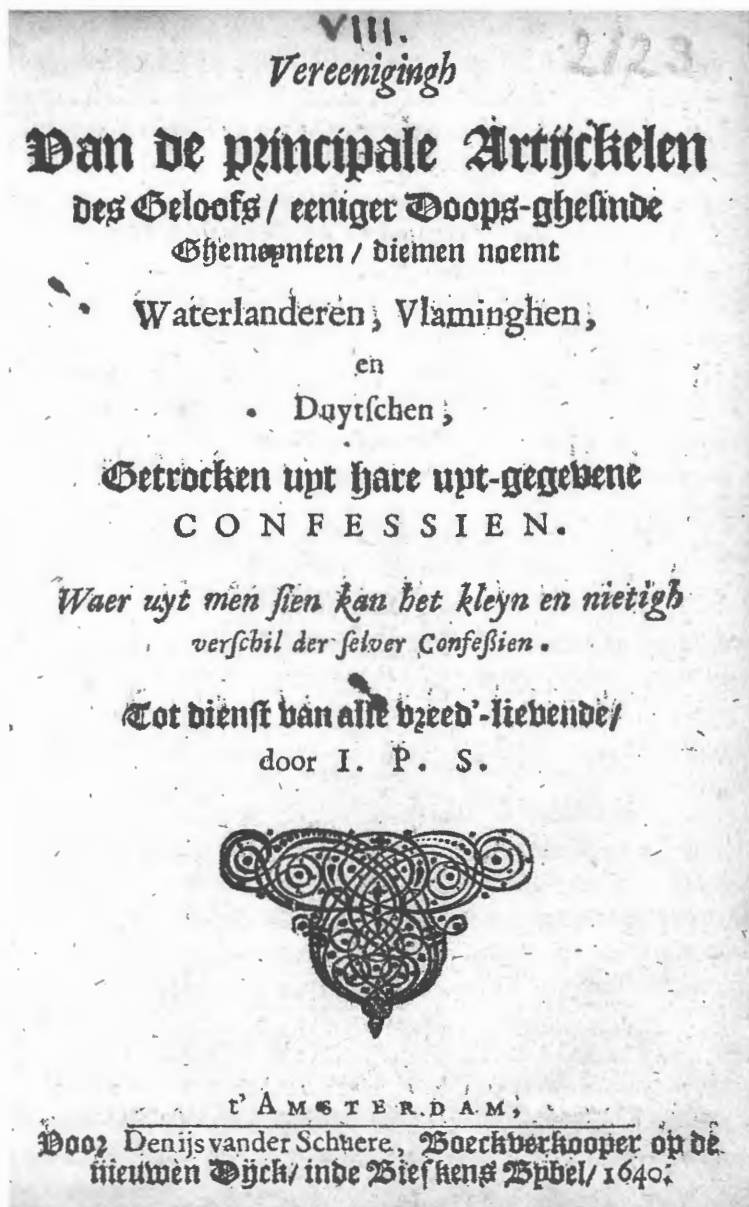 VIII.
2123
Vereenigingh
Van de principale Artijckelen
des Geloofs / eeniger Doops-ghesinde
Ghemeynten / diemen noemt
Waterlanderen, Vlaminghen,
en
Duytſchen,
Getrocken uyt hare uyt-gegevene
CONFESSIEN.
Waer uyt men ſien kan het kleyn en nietigh
verſchil der ſelver Confeßien.
Tot dienſt van alle vreed'-lievende /
door I. P. S.
t' AMSTERDAM,
Voor Denijs vander Schuere, Boeckverkooper op de
nieuwen Dijck / inde Bieſkens Bybel / 1640.